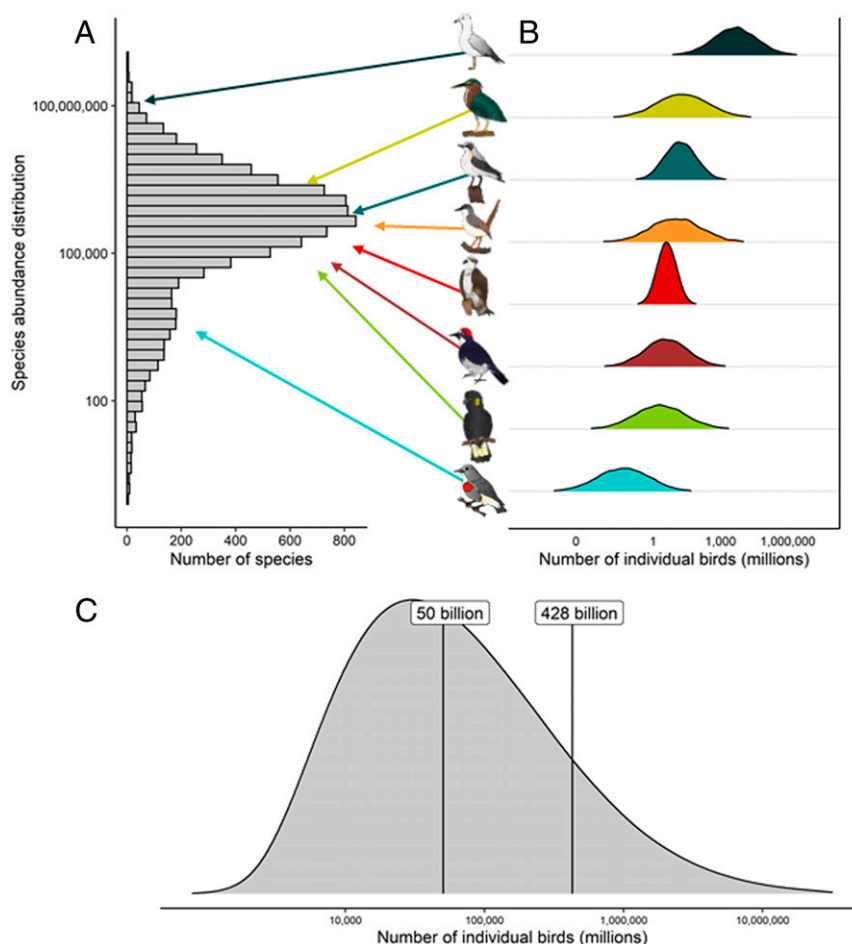 A
B
Species abundance distribution
100,000,000
100,000
100
0
200
400
600
800
Number of species
0
1
1,000
1,000,000
Number of individual birds (millions)
C
50 billion
428 billion
10,000
100,000
1,000,000
10,000,000
Number of individual birds (millions)